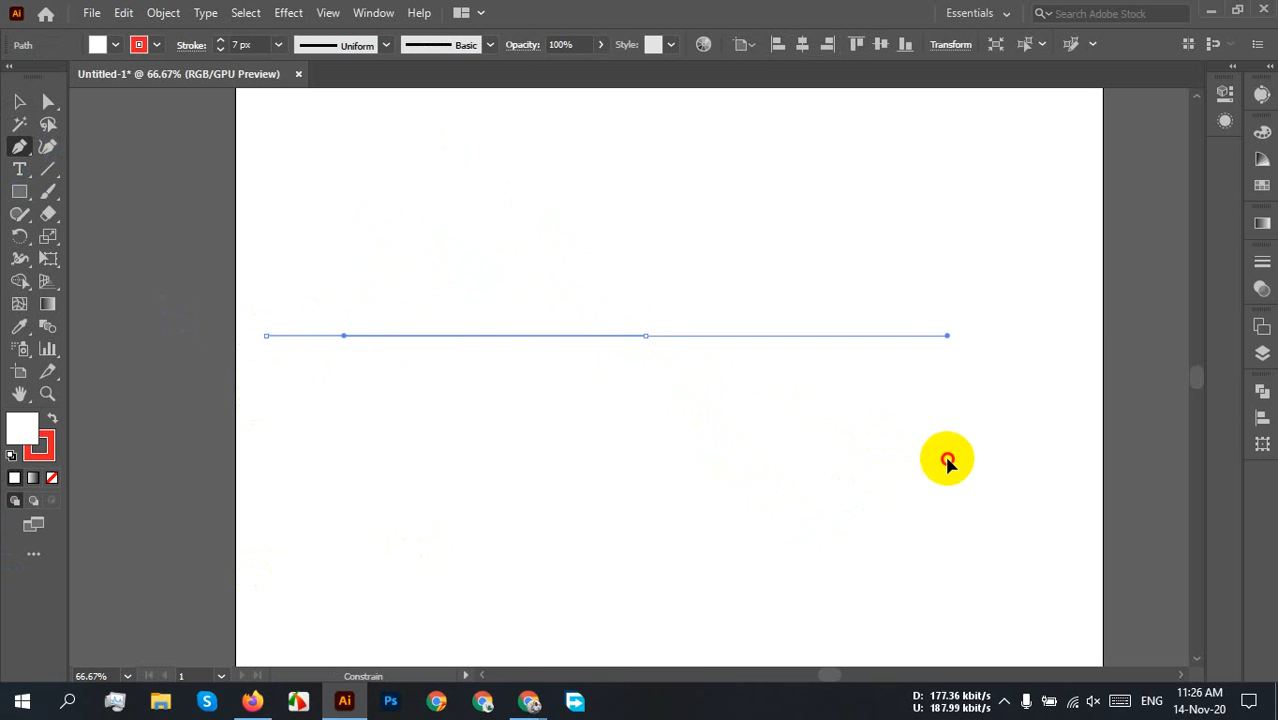 Ai File Edit Object Type Select Effect View Window Help Essentials Search Adobe Stock
Path Stroke: 7 px Uniform Basic Opacity: 100% Style: Transform
Untitled-1* @ 66.67% (RGB/GPU Preview)
T
66.67% 1 Constrain
S Ai Ps D: 177.36 kbit/s ENG 11:26 AM
U: 187.99 kbit/s 14-Nov-20